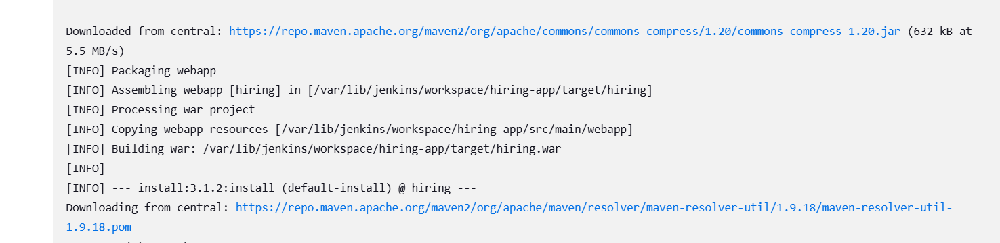 Downloaded from central: https://repo.maven.apache.org/maven2/org/apache/commons/commons-compress/1.20/commons-compress-1.20.jar (632 kB at
5.5 MB/s)
[INFO] Packaging webapp
[INFO] Assembling webapp [hiring] in [/var/lib/jenkins/workspace/hiring-app/target/hiring]
[INFO] Processing war project
[INFO] Copying webapp resources [/var/lib/jenkins/workspace/hiring-app/src/main/webapp]
[INFO] Building war: /var/lib/jenkins/workspace/hiring-app/target/hiring.war
[INFO]
[INFO] --- install:3.1.2:install (default-install) @ hiring ---
Downloading from central: https://repo.maven.apache.org/maven2/org/apache/maven/resolver/maven-resolver-util/1.9.18/maven-resolver-util-
1.9.18.pom